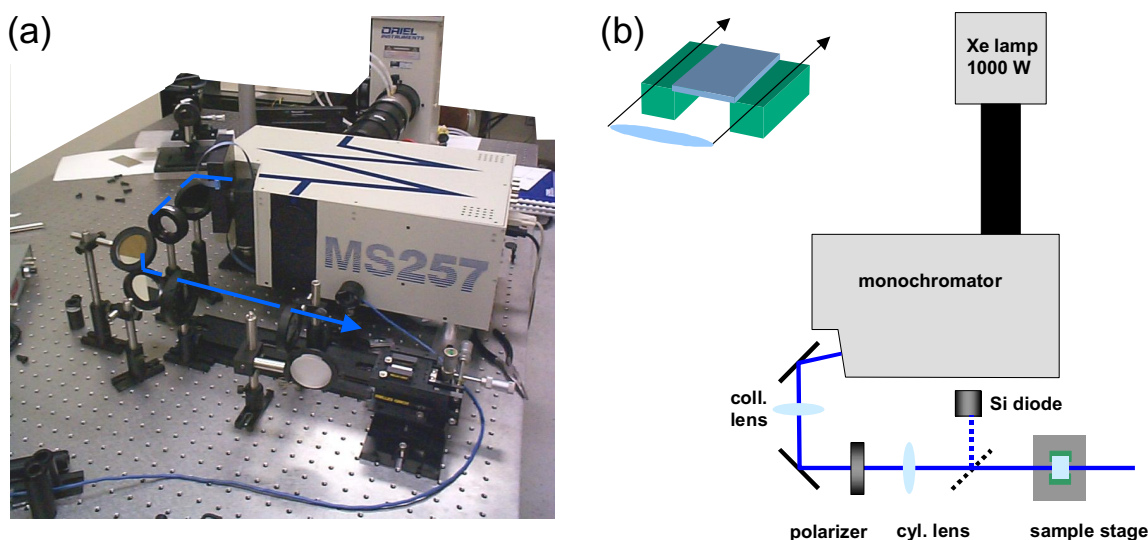 (a)
ORIEL
INSTRUMENTS
MS257
(b)
Xe lamp
1000 W
monochromator
coll.
lens
Si diode
polarizer
cyl. lens
sample stage